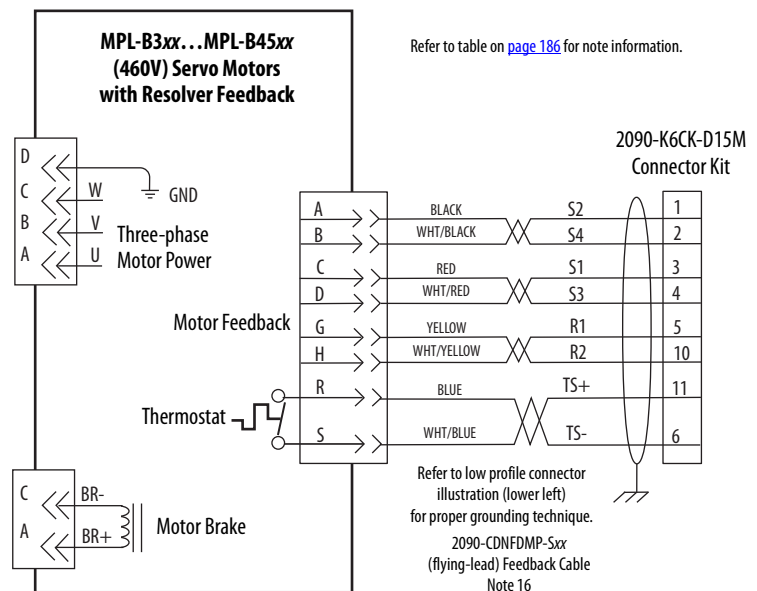 MPL-B3xx…MPL-B45xx
(460V) Servo Motors
with Resolver Feedback
Refer to table on page 186 for note information.
2090-K6CK-D15M
Connector Kit
D
C
B
A
W
V
U
GND
Three-phase
Motor Power
Motor Feedback
A BLACK S2 1
B WHT/BLACK S4 2
C RED S1 3
D WHT/RED S3 4
G YELLOW R1 5
H WHT/YELLOW R2 10
R BLUE TS+ 11
S WHT/BLUE TS- 6
Thermostat
C BR-
A BR+
Motor Brake
Refer to low profile connector
illustration (lower left)
for proper grounding technique.
2090-CDNFDMP-Sxx
(flying-lead) Feedback Cable
Note 16